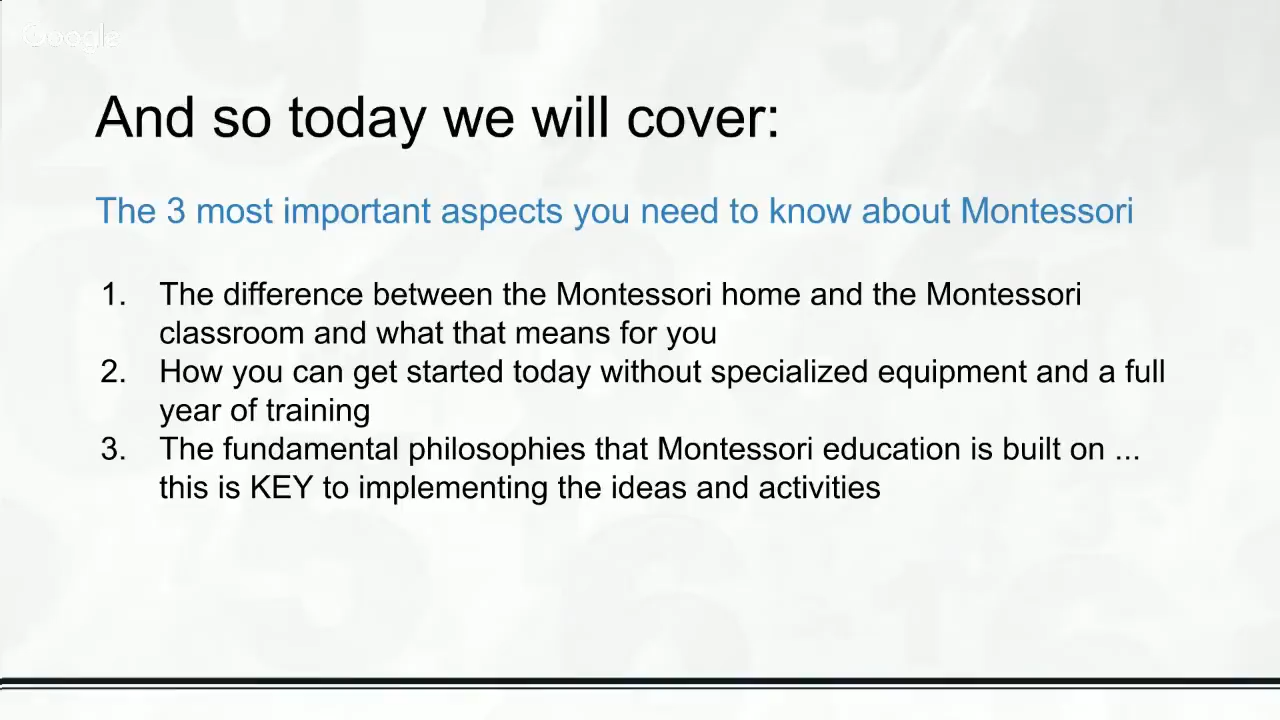 Google
And so today we will cover:
The 3 most important aspects you need to know about Montessori
1. The difference between the Montessori home and the Montessori
classroom and what that means for you
2. How you can get started today without specialized equipment and a full
year of training
3. The fundamental philosophies that Montessori education is built on ...
this is KEY to implementing the ideas and activities